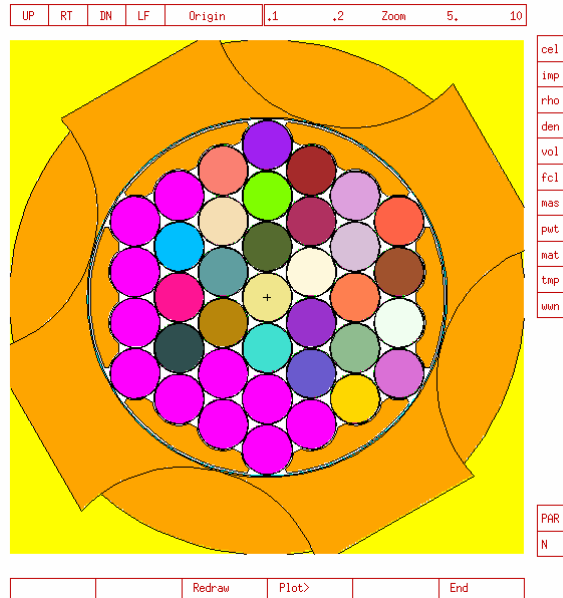 UP RT DN LF Origin .1 .2 Zoom 5. 10
cel
imp
rho
den
vol
fcl
mas
pwt
mat
tmp
wwn
PAR
N
Redraw Plot> End